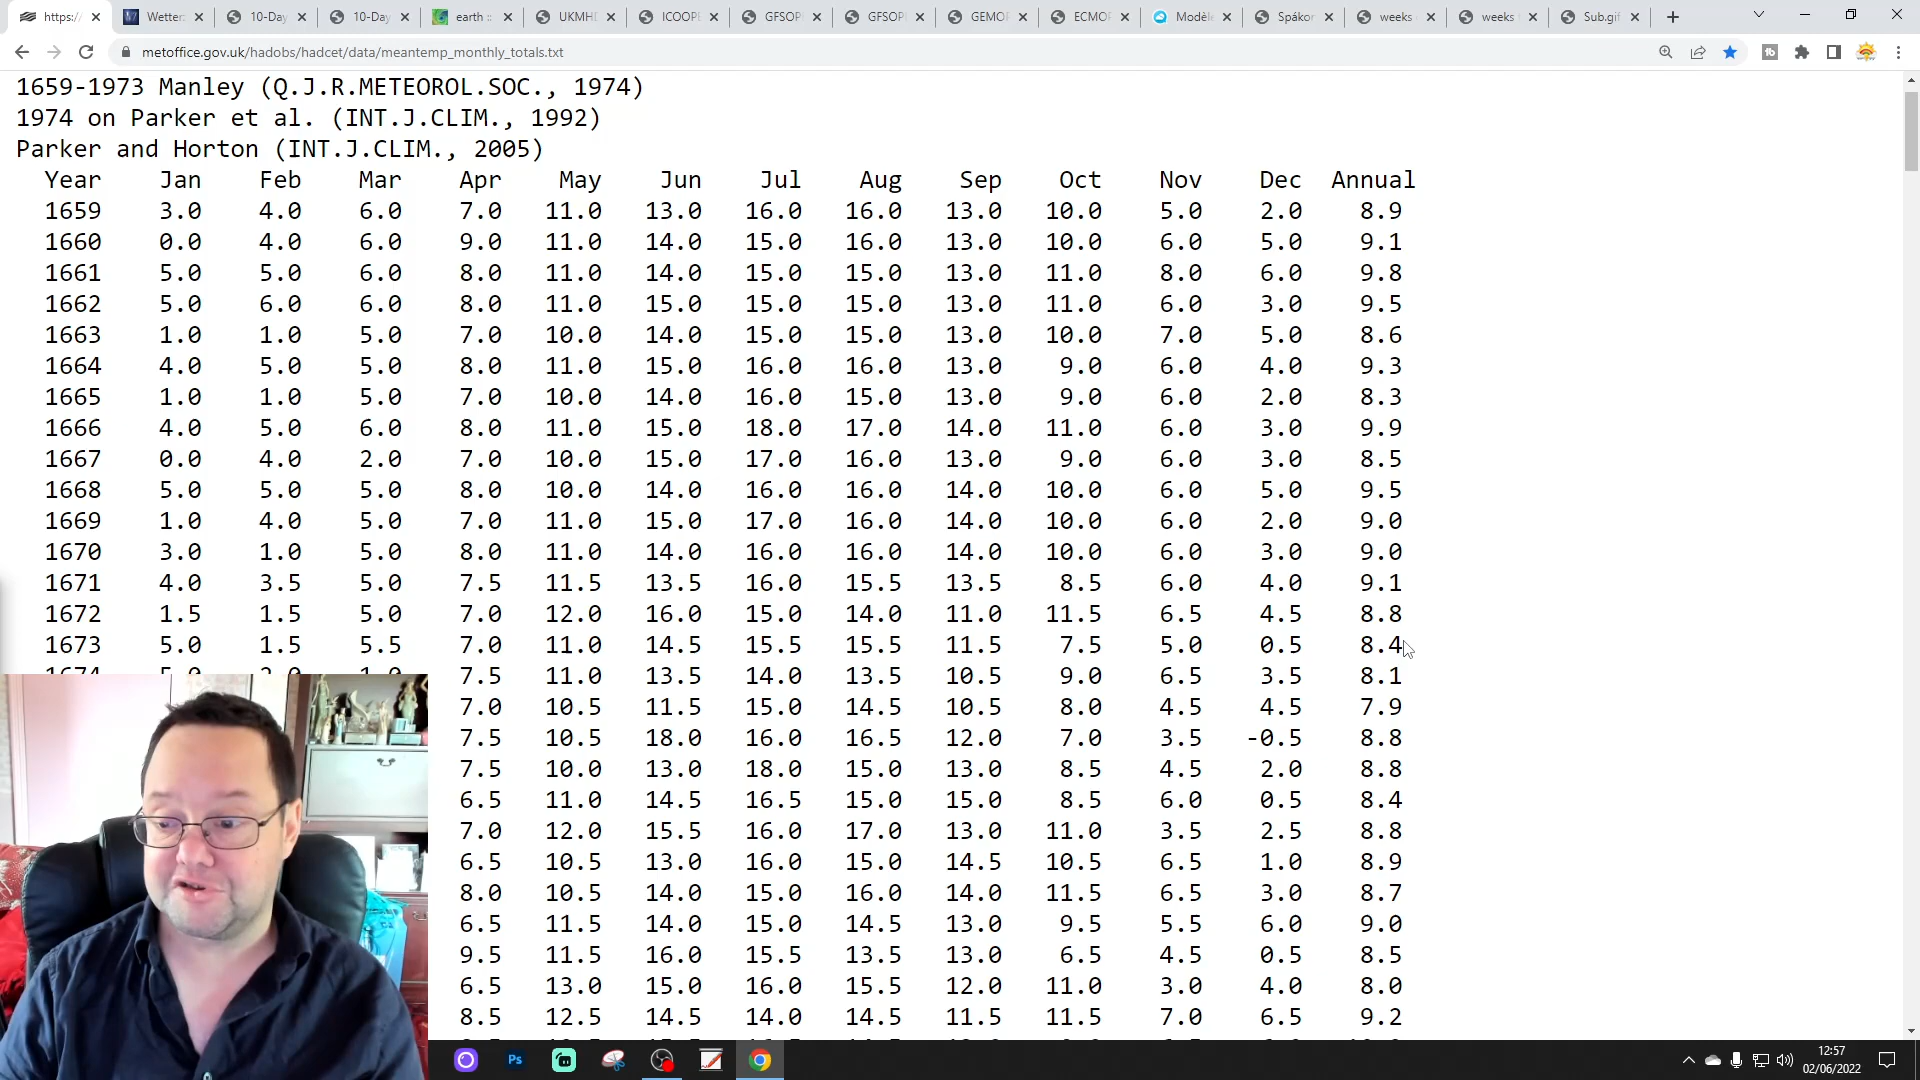 https:/
Wetter:
10-Day
10-Day
earth ::
UKMHD
ICOOPE
GFSOP
GFSOP
GEMOP
ECMOP
Modèle
Spákor
weeks
weeks
Sub.gif
metoffice.gov.uk/hadobs/hadcet/data/meantemp_monthly_totals.txt
1659-1973 Manley (Q.J.R.METEOROL.SOC., 1974)
1974 on Parker et al. (INT.J.CLIM., 1992)
Parker and Horton (INT.J.CLIM., 2005)
Year Jan Feb Mar Apr May Jun Jul Aug Sep Oct Nov Dec Annual
1659 3.0 4.0 6.0 7.0 11.0 13.0 16.0 16.0 13.0 10.0 5.0 2.0 8.9
1660 0.0 4.0 6.0 9.0 11.0 14.0 15.0 16.0 13.0 10.0 6.0 5.0 9.1
1661 5.0 5.0 6.0 8.0 11.0 14.0 15.0 15.0 13.0 11.0 8.0 6.0 9.8
1662 5.0 6.0 6.0 8.0 11.0 15.0 15.0 15.0 13.0 11.0 6.0 3.0 9.5
1663 1.0 1.0 5.0 7.0 10.0 14.0 15.0 15.0 13.0 10.0 7.0 5.0 8.6
1664 4.0 5.0 5.0 8.0 11.0 15.0 16.0 16.0 13.0 9.0 6.0 4.0 9.3
1665 1.0 1.0 5.0 7.0 10.0 14.0 16.0 15.0 13.0 9.0 6.0 2.0 8.3
1666 4.0 5.0 6.0 8.0 11.0 15.0 18.0 17.0 14.0 11.0 6.0 3.0 9.9
1667 0.0 4.0 2.0 7.0 10.0 15.0 17.0 16.0 13.0 9.0 6.0 3.0 8.5
1668 5.0 5.0 5.0 8.0 10.0 14.0 16.0 16.0 14.0 10.0 6.0 5.0 9.5
1669 1.0 4.0 5.0 7.0 11.0 15.0 17.0 16.0 14.0 10.0 6.0 2.0 9.0
1670 3.0 1.0 5.0 8.0 11.0 14.0 16.0 16.0 14.0 10.0 6.0 3.0 9.0
1671 4.0 3.5 5.0 7.5 11.5 13.5 16.0 15.5 13.5 8.5 6.0 4.0 9.1
1672 1.5 1.5 5.0 7.0 12.0 16.0 15.0 14.0 11.0 11.5 6.5 4.5 8.8
1673 5.0 1.5 5.5 7.0 11.0 14.5 15.5 15.5 11.5 7.5 5.0 0.5 8.4
1674 5.0 2.0 1.0 7.5 11.0 13.5 14.0 13.5 10.5 9.0 6.5 3.5 8.1
7.0 10.5 11.5 15.0 14.5 10.5 8.0 4.5 4.5 7.9
7.5 10.5 18.0 16.0 16.5 12.0 7.0 3.5 -0.5 8.8
7.5 10.0 13.0 18.0 15.0 13.0 8.5 4.5 2.0 8.8
6.5 11.0 14.5 16.5 15.0 15.0 8.5 6.0 0.5 8.4
7.0 12.0 15.5 16.0 17.0 13.0 11.0 3.5 2.5 8.8
6.5 10.5 13.0 16.0 15.0 14.5 10.5 6.5 1.0 8.9
8.0 10.5 14.0 15.0 16.0 14.0 11.5 6.5 3.0 8.7
6.5 11.5 14.0 15.0 14.5 13.0 9.5 5.5 6.0 9.0
9.5 11.5 16.0 15.5 13.5 13.0 6.5 4.5 0.5 8.5
6.5 13.0 15.0 16.0 15.5 12.0 11.0 3.0 4.0 8.0
8.5 12.5 14.5 14.0 14.5 11.5 11.5 7.0 6.5 9.2
Ps
12:57
02/06/2022